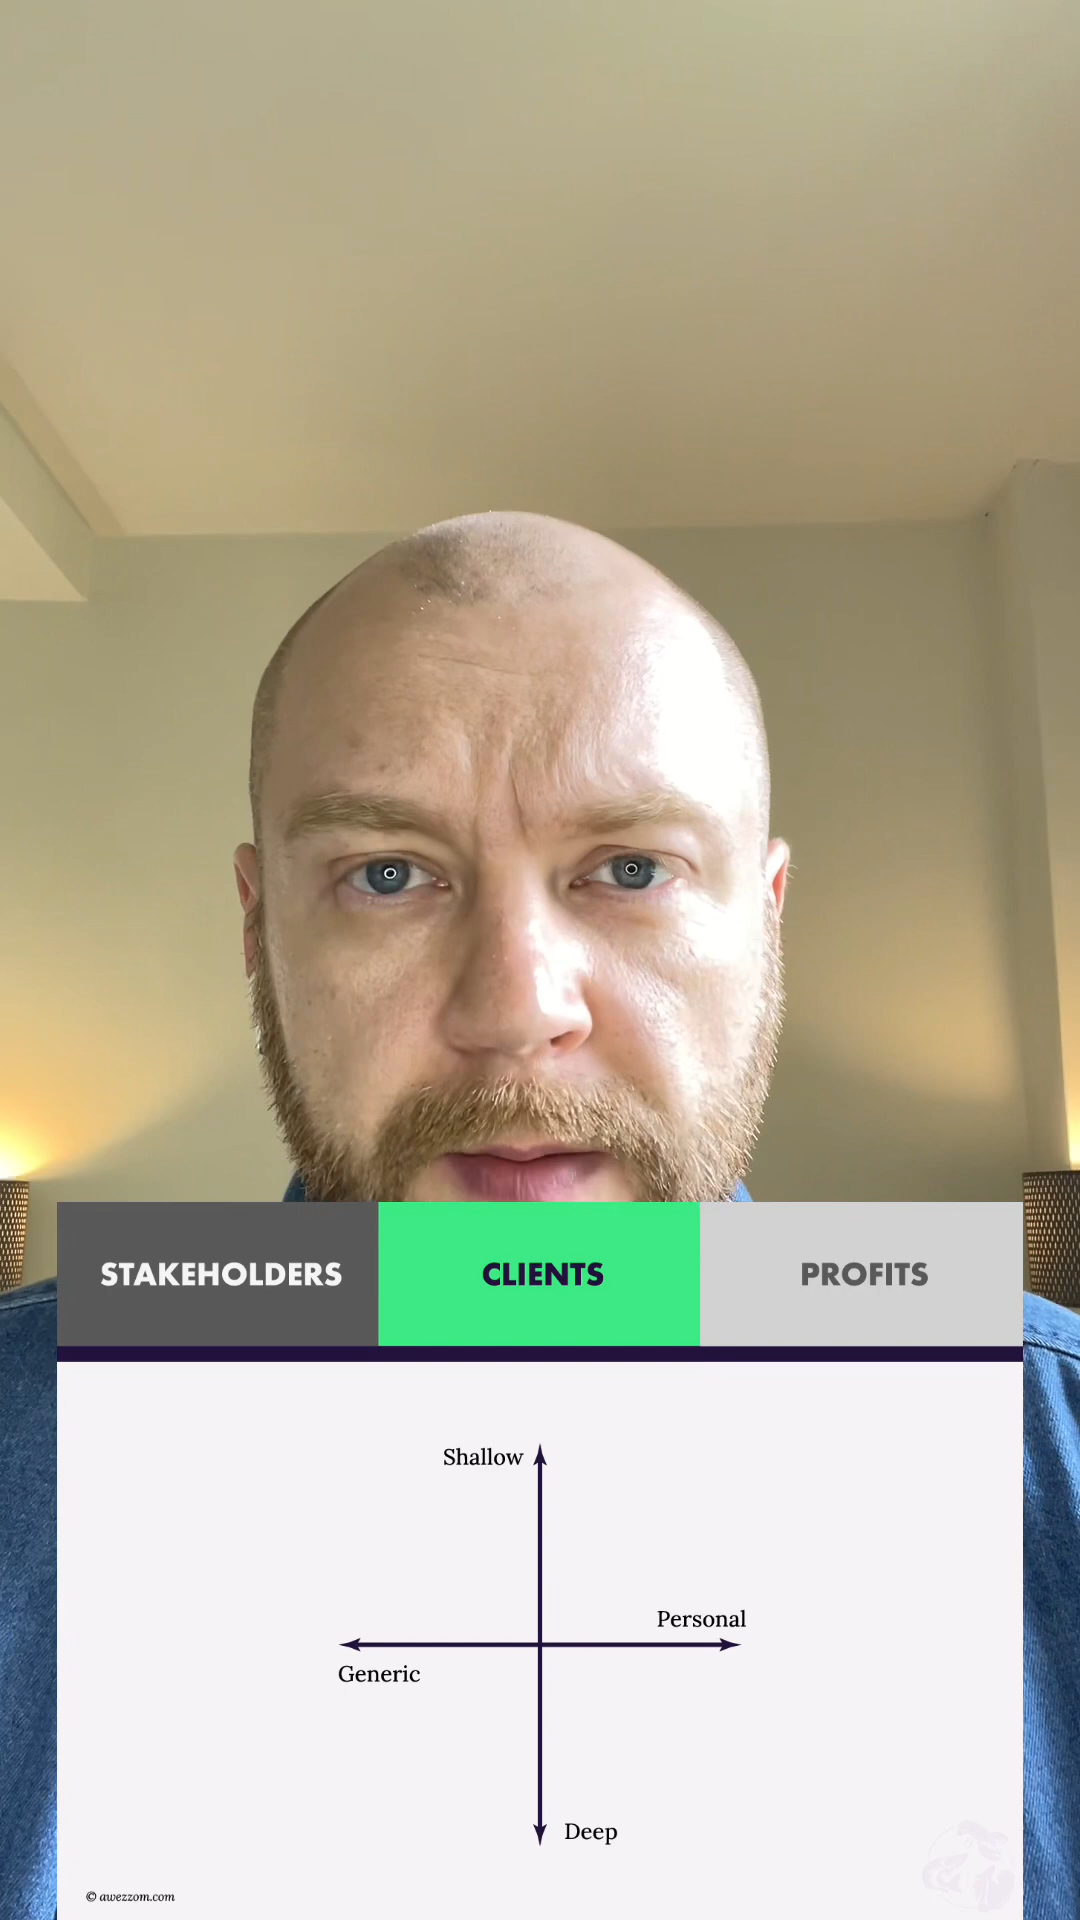 STAKEHOLDERS CLIENTS PROFITS
Shallow
Personal
Generic
Deep
© awezzom.com